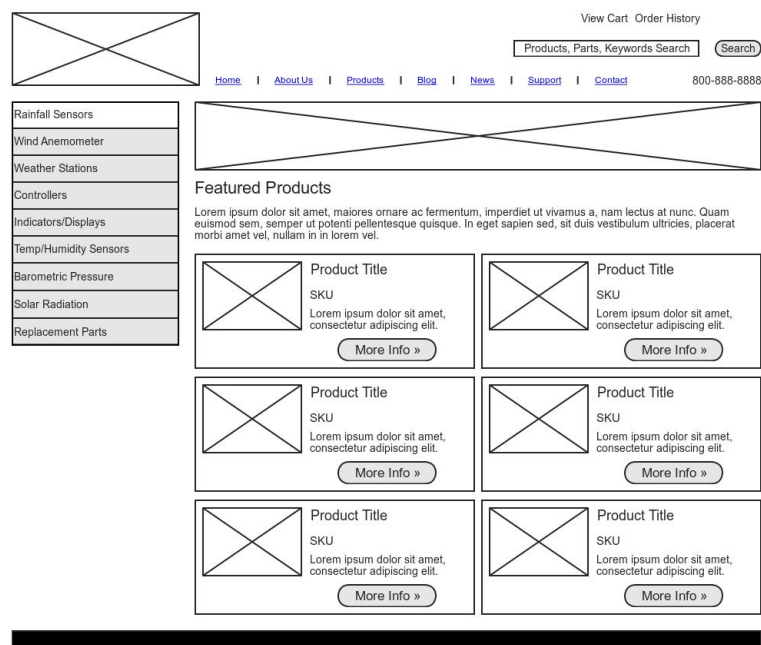 View Cart Order History
Products, Parts, Keywords Search
Search
Home | About Us | Products | Blog | News | Support | Contact
800-888-8888
Rainfall Sensors
Wind Anemometer
Weather Stations
Controllers
Indicators/Displays
Temp/Humidity Sensors
Barometric Pressure
Solar Radiation
Replacement Parts
Featured Products
Lorem ipsum dolor sit amet, maiores ornare ac fermentum, imperdiet ut vivamus a, nam lectus at nunc. Quam
euismod sem, semper ut potenti pellentesque quisque. In eget sapien sed, sit duis vestibulum ultricies, placerat
morbi amet vel, nullam in in lorem vel.
Product Title
SKU
Lorem ipsum dolor sit amet,
consectetur adipiscing elit.
More Info »
Product Title
SKU
Lorem ipsum dolor sit amet,
consectetur adipiscing elit.
More Info »
Product Title
SKU
Lorem ipsum dolor sit amet,
consectetur adipiscing elit.
More Info »
Product Title
SKU
Lorem ipsum dolor sit amet,
consectetur adipiscing elit.
More Info »
Product Title
SKU
Lorem ipsum dolor sit amet,
consectetur adipiscing elit.
More Info »
Product Title
SKU
Lorem ipsum dolor sit amet,
consectetur adipiscing elit.
More Info »